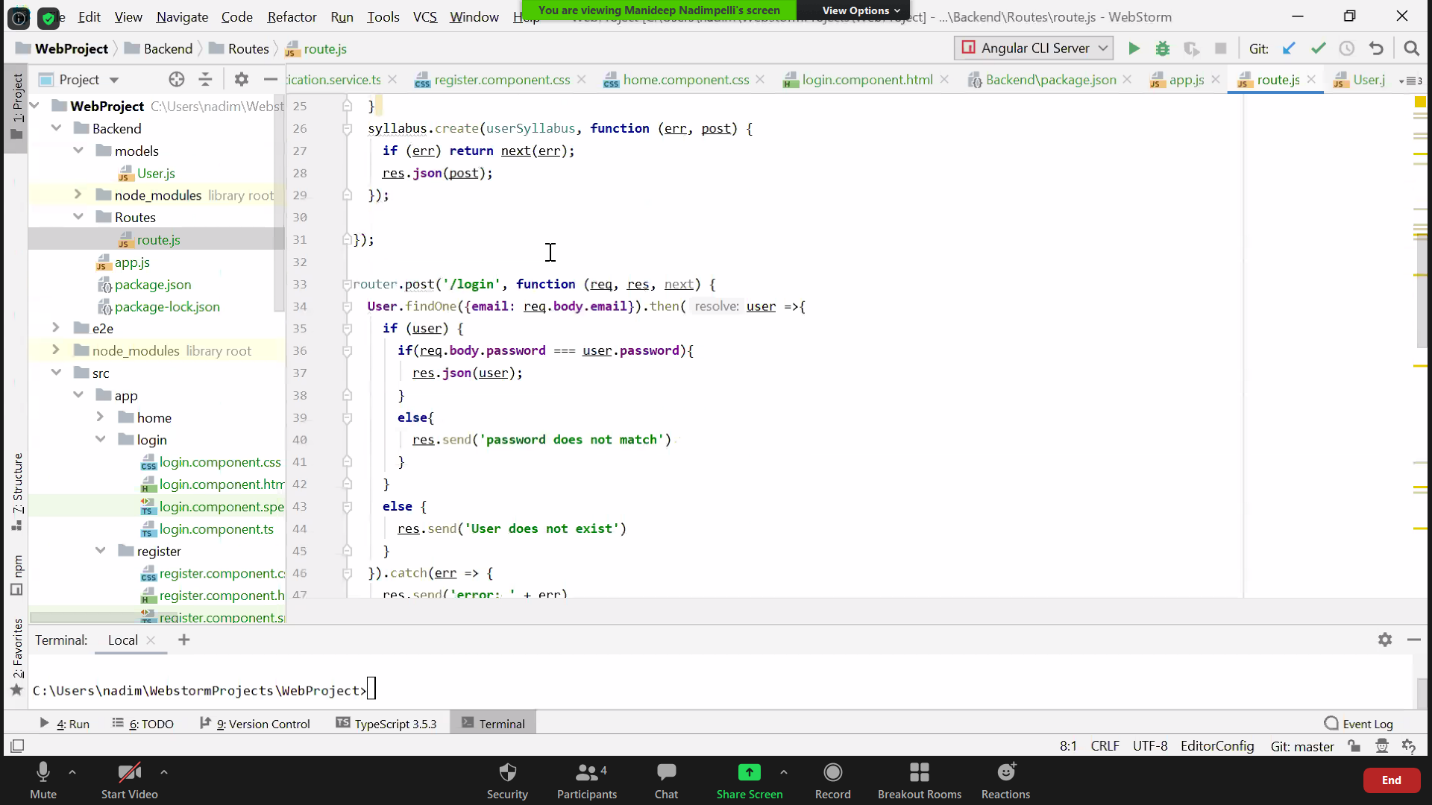 File Edit View Navigate Code Refactor Run Tools VCS Window
You are viewing Manideep Nadimpelli's screen
View Options
...\Backend\Routes\route.js - WebStorm
WebProject Backend Routes route.js
Angular CLI Server
Git:
Project
ication.service.ts register.component.css home.component.css login.component.html Backend\package.json app.js route.js User.j
1: Project
7: Structure
npm
2: Favorites
WebProject C:\Users\nadim\Webst
Backend
models
User.js
node_modules library root
Routes
route.js
app.js
package.json
package-lock.json
e2e
node_modules library root
src
app
home
login
login.component.css
login.component.htm
login.component.spe
login.component.ts
register
register.component.cs
register.component.h
register.component.s
25 }
26 syllabus.create(userSyllabus, function (err, post) {
27 if (err) return next(err);
28 res.json(post);
29 });
30
31 });
32
33 router.post('/login', function (req, res, next) {
34 User.findOne({email: req.body.email}).then( resolve: user =>{
35 if (user) {
36 if(req.body.password === user.password){
37 res.json(user);
38 }
39 else{
40 res.send('password does not match')
41 }
42 }
43 else {
44 res.send('User does not exist')
45 }
46 }).catch(err => {
47 res.send('error: ' + err)
Terminal: Local
C:\Users\nadim\WebstormProjects\WebProject>
4: Run 6: TODO 9: Version Control TypeScript 3.5.3 Terminal Event Log
8:1 CRLF UTF-8 EditorConfig Git: master
4
Mute Start Video Security Participants Chat Share Screen Record Breakout Rooms Reactions End